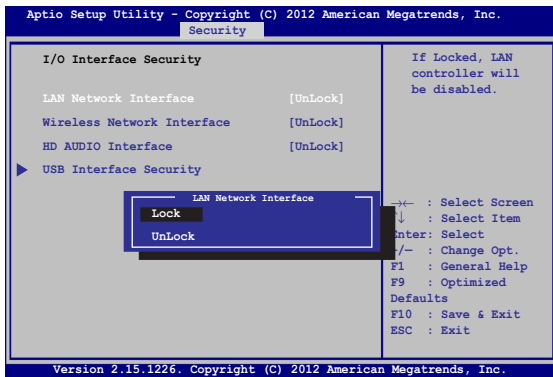 Aptio Setup Utility - Copyright (C) 2012 American Megatrends, Inc.
Security
I/O Interface Security
LAN Network Interface [UnLock]
Wireless Network Interface [UnLock]
HD AUDIO Interface [UnLock]
USB Interface Security
LAN Network Interface
Lock
UnLock
If Locked, LAN
controller will
be disabled.
→← : Select Screen
↓ : Select Item
Enter: Select
/— : Change Opt.
F1 : General Help
F9 : Optimized
Defaults
F10 : Save & Exit
ESC : Exit
Version 2.15.1226. Copyright (C) 2012 American Megatrends, Inc.